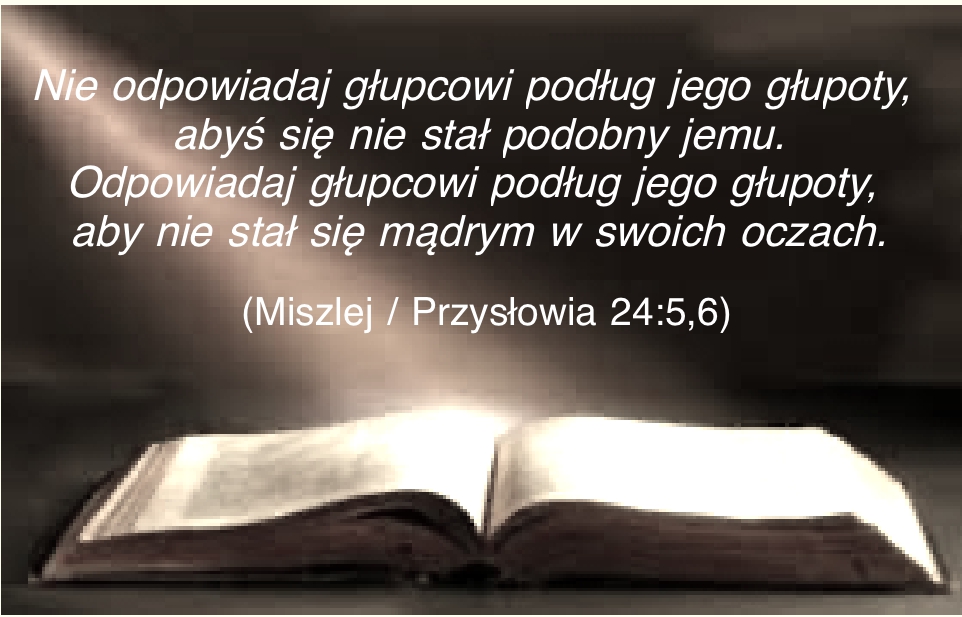 Nie odpowiadaj głupcowi podług jego głupoty,
abyś się nie stał podobny jemu.
Odpowiadaj głupcowi podług jego głupoty,
aby nie stał się mądrym w swoich oczach.
(Miszlej / Przysłowia 24:5,6)